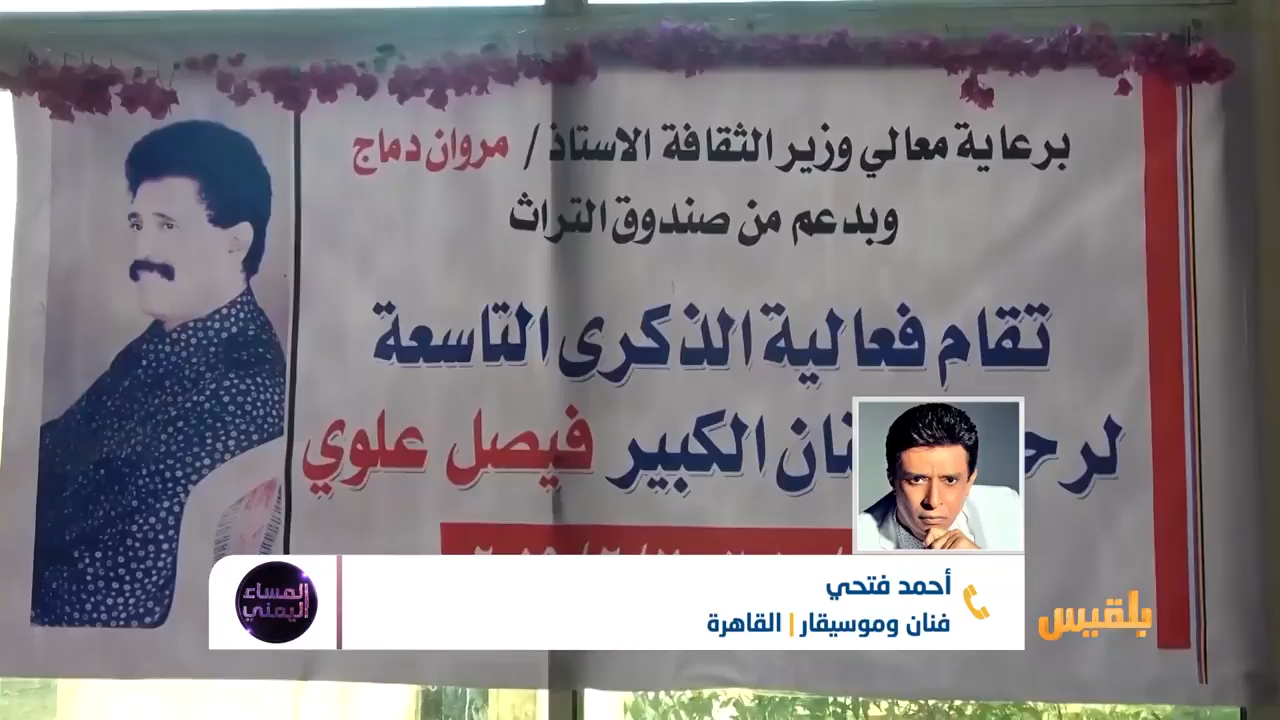 برعاية معالي وزير الثقافة الاستاذ / مروان دماج
وبدعم من صندوق التراث
تقام فعالية الذكرى التاسعة
الكبير فيصل علوي
أحمد فتحي
فنان وموسيقار | القاهرة
المساء اليمني
بلقيس